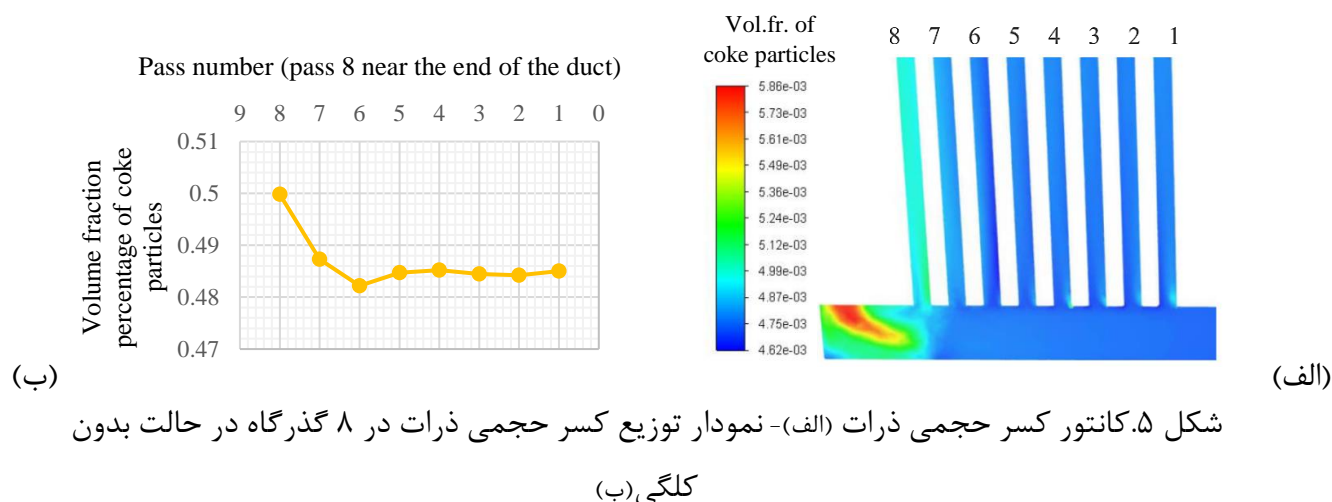 Pass number (pass 8 near the end of the duct)
9 8 7 6 5 4 3 2 1 0
0.51
0.5
0.49
0.48
0.47
Volume fraction
percentage of coke
particles
(ب)
Vol.fr. of
coke particles
8 7 6 5 4 3 2 1
5.86e-03
5.73e-03
5.61e-03
5.49e-03
5.36e-03
5.24e-03
5.12e-03
4.99e-03
4.87e-03
4.75e-03
4.62e-03
(الف)
شکل ۵.کانتور کسر حجمی ذرات (الف)- نمودار توزیع کسر حجمی ذرات در ۸ گذرگاه در حالت بدون
کلگی(ب)